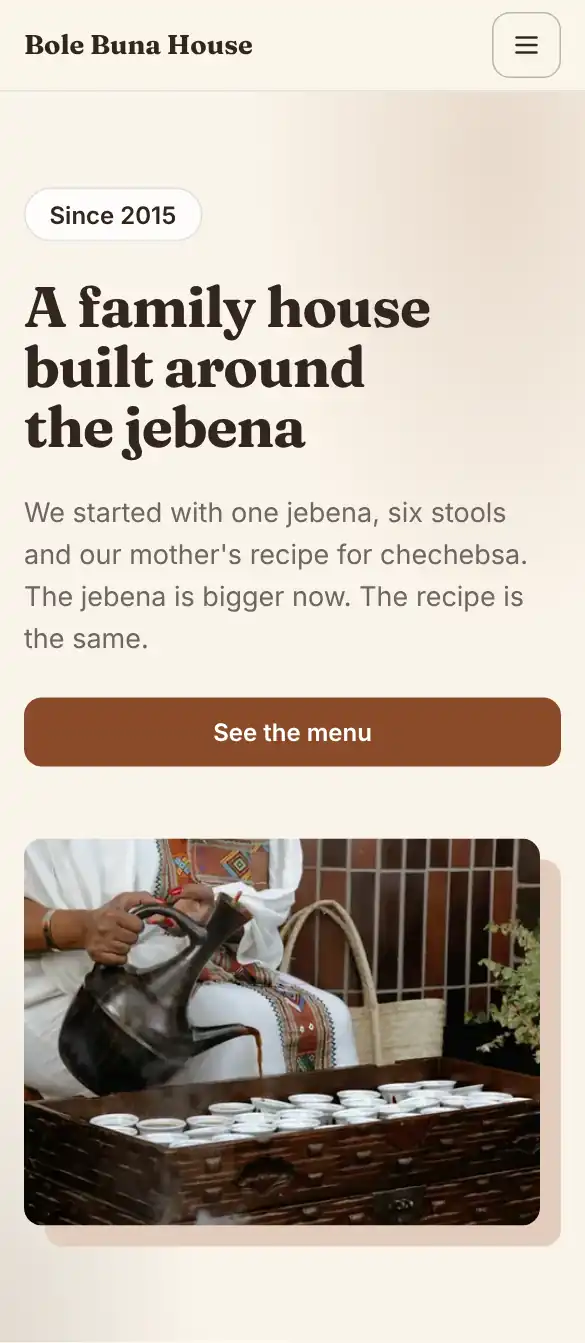 Bole Buna House
Since 2015
A family house
built around
the jebena
We started with one jebena, six stools
and our mother's recipe for chechebsa.
The jebena is bigger now. The recipe is
the same.
See the menu